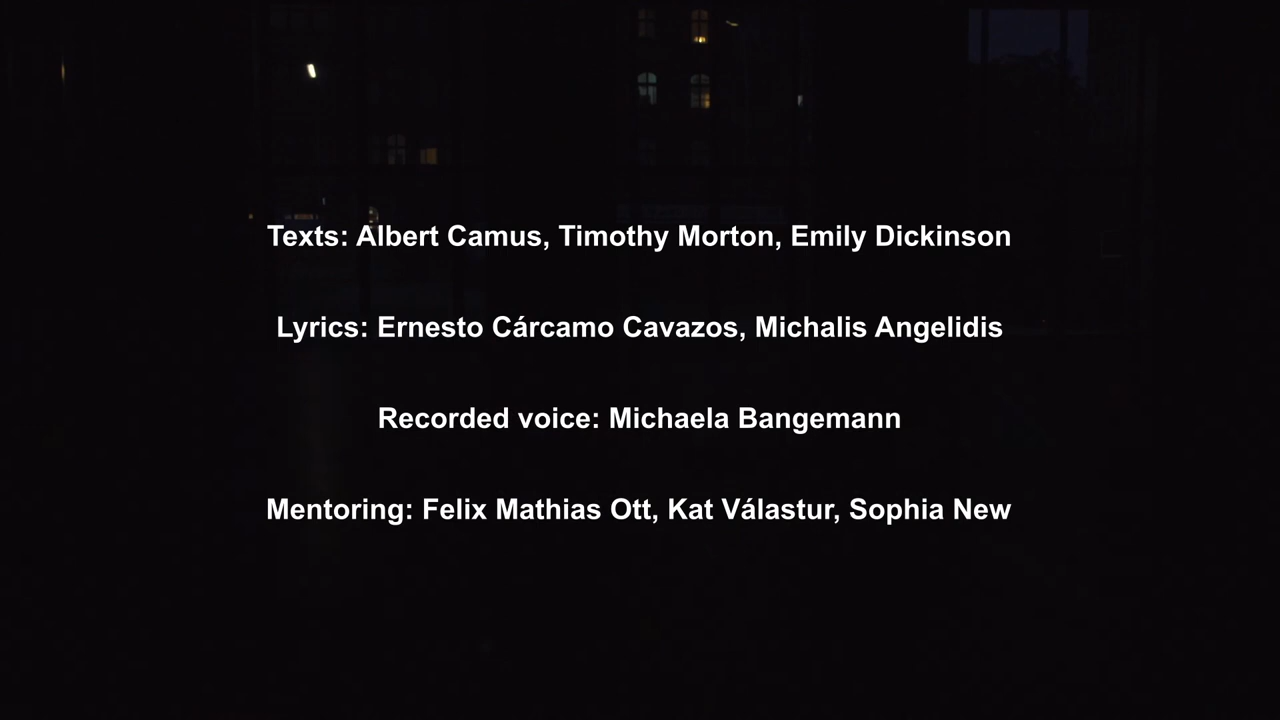 Texts: Albert Camus, Timothy Morton, Emily Dickinson
Lyrics: Ernesto Cárcamo Cavazos, Michalis Angelidis
Recorded voice: Michaela Bangemann
Mentoring: Felix Mathias Ott, Kat Válastur, Sophia New